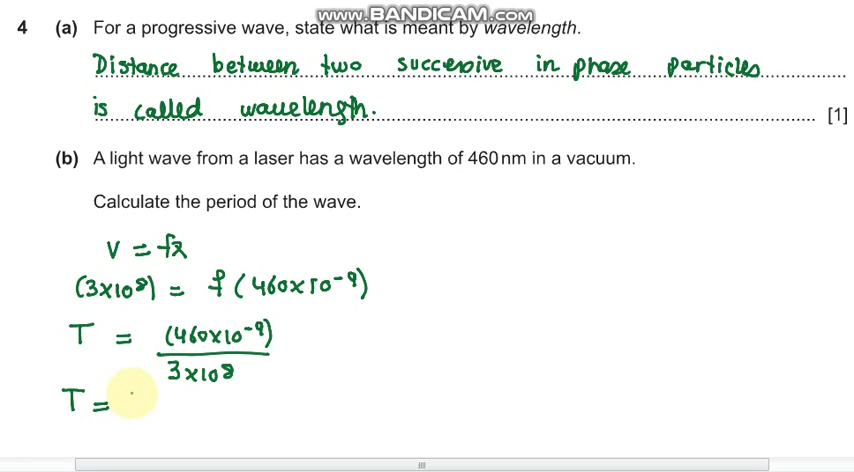 www.BANDICAM.com
4 (a) For a progressive wave, state what is meant by wavelength.
Distance between two successive in phase particles
is called wavelength.
[1]
(b) A light wave from a laser has a wavelength of 460 nm in a vacuum.
Calculate the period of the wave.
v = fλ
(3×10⁸) = f (460×10⁻⁹)
T = (460×10⁻⁹)
3×10⁸
T =